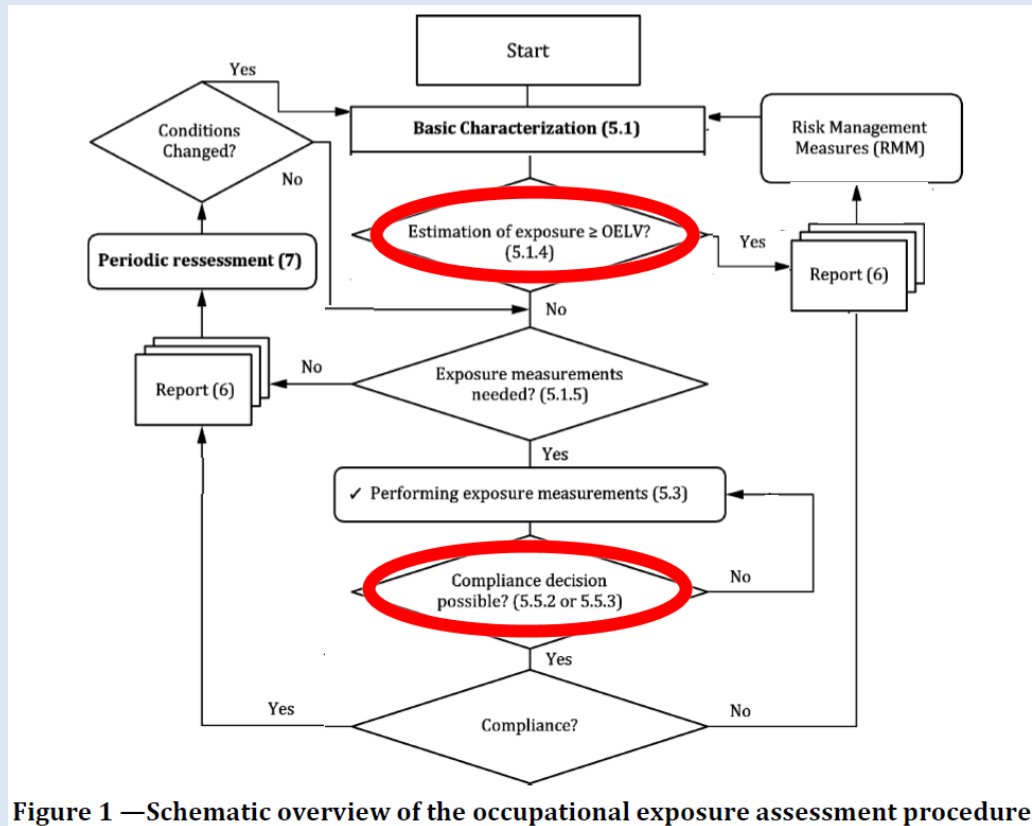 Start
Yes
Basic Characterization (5.1)
Conditions
Changed?
Risk Management
Measures (RMM)
No
Estimation of exposure ≥ OELV?
(5.1.4)
Yes
Periodic ressessment (7)
Report (6)
No
Exposure measurements
needed? (5.1.5)
No
Report (6)
Yes
✓ Performing exposure measurements (5.3)
Compliance decision
possible? (5.5.2 or 5.5.3)
No
Yes
Yes
Compliance?
No
Figure 1 —Schematic overview of the occupational exposure assessment procedure